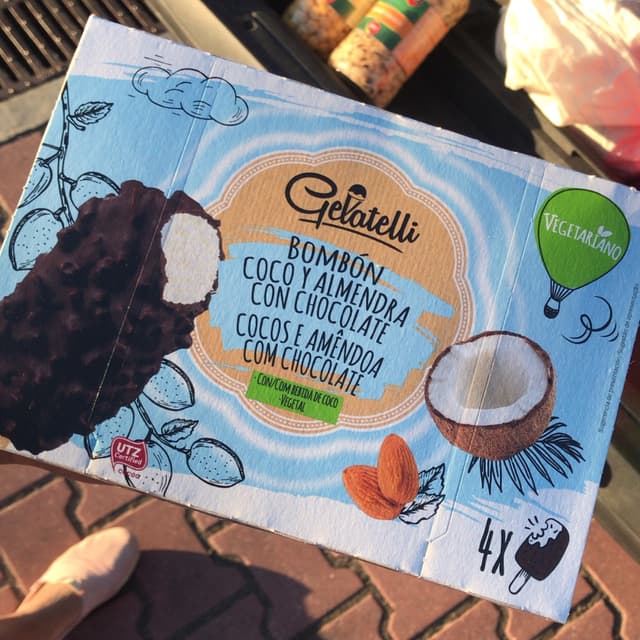 Gelatelli
BOMBÓN
COCO Y ALMENDRA
CON CHOCOLATE
COCOS E AMÊNDOA
COM CHOCOLATE
-CON/COM BEBIDA DE COCO
-VEGETAL
VEGETARIANO
UTZ
Certified
Cacao
4X